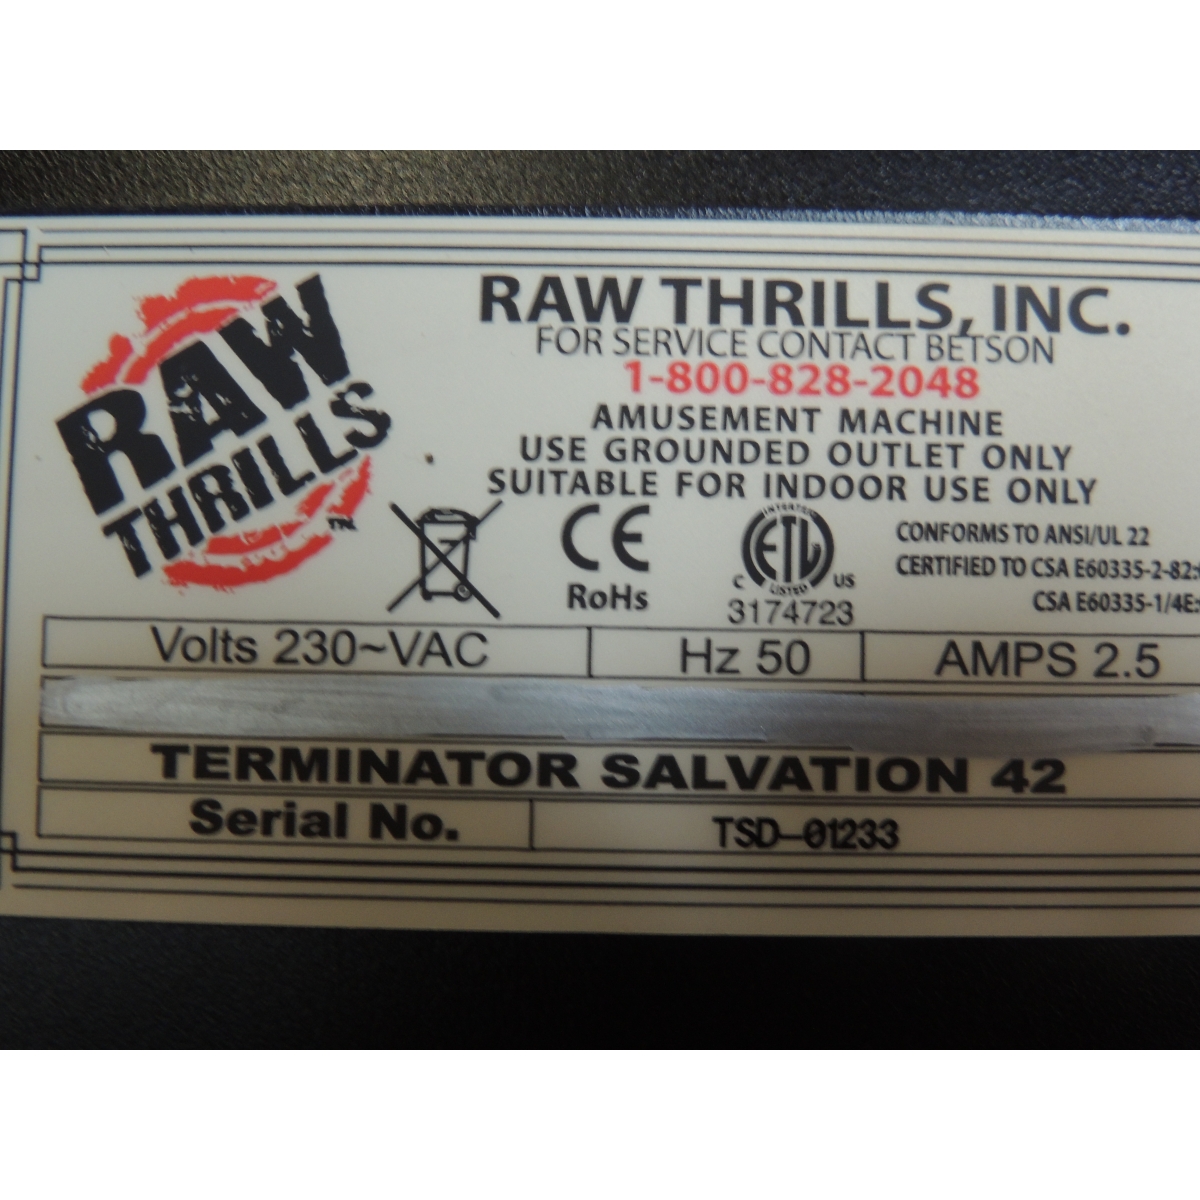 RAW
THRILLS
TM
RAW THRILLS, INC.
FOR SERVICE CONTACT BETSON
1-800-828-2048
AMUSEMENT MACHINE
USE GROUNDED OUTLET ONLY
SUITABLE FOR INDOOR USE ONLY
CE
RoHs
INTERTEK
ETL
LISTED
C US
3174723
CONFORMS TO ANSI/UL 22
CERTIFIED TO CSA E60335-2-82:
CSA E60335-1/4E:
Volts 230~VAC Hz 50 AMPS 2.5
TERMINATOR SALVATION 42
Serial No. TSD-01233